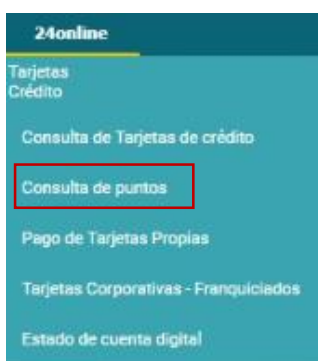 24online
Tarjetas
Crédito
Consulta de Tarjetas de crédito
Consulta de puntos
Pago de Tarjetas Propias
Tarjetas Corporativas - Franquiciados
Estado de cuenta digital